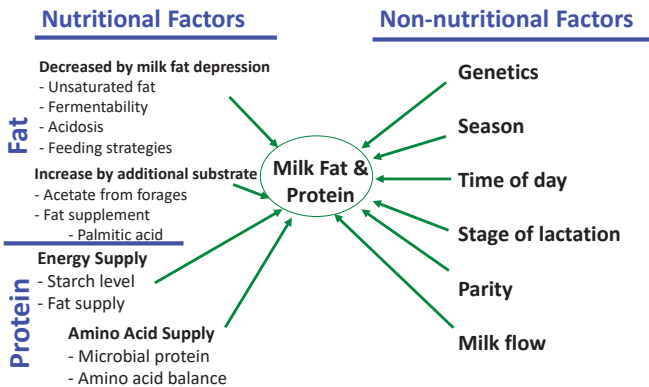 Nutritional Factors
Non-nutritional Factors
Fat
Decreased by milk fat depression
- Unsaturated fat
- Fermentability
- Acidosis
- Feeding strategies
Increase by additional substrate
- Acetate from forages
- Fat supplement
- Palmitic acid
Protein
Energy Supply
- Starch level
- Fat supply
Amino Acid Supply
- Microbial protein
- Amino acid balance
Milk Fat &
Protein
Genetics
Season
Time of day
Stage of lactation
Parity
Milk flow